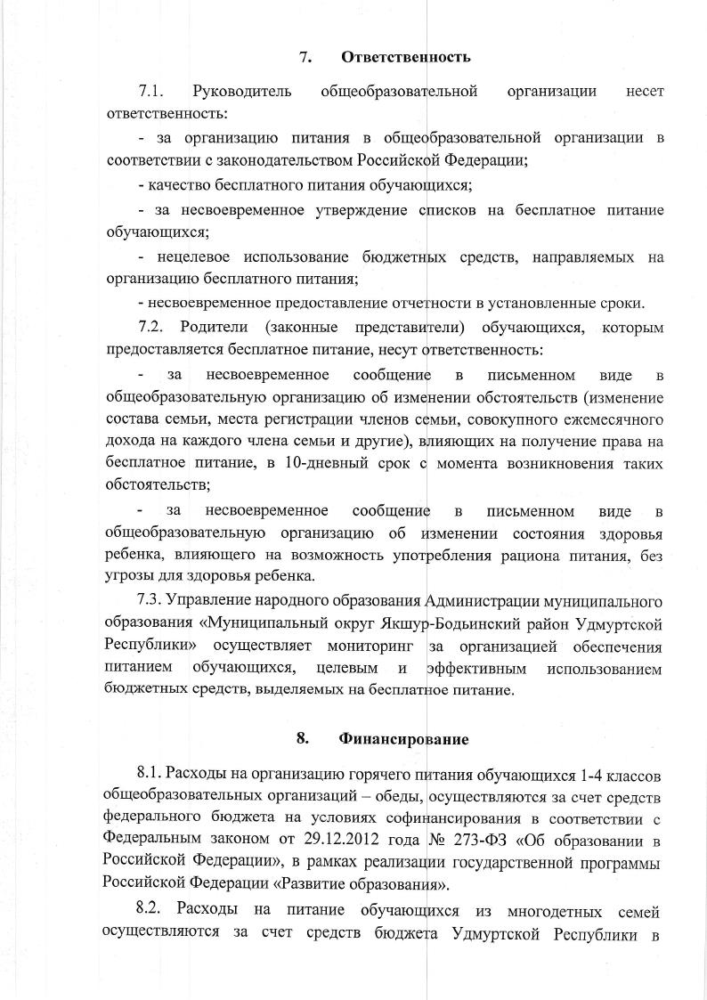 7. Ответственность
7.1. Руководитель общеобразовательной организации несет
ответственность:
- за организацию питания в общеобразовательной организации в
соответствии с законодательством Российской Федерации;
- качество бесплатного питания обучающихся;
- за несвоевременное утверждение списков на бесплатное питание
обучающихся;
- нецелевое использование бюджетных средств, направляемых на
организацию бесплатного питания;
- несвоевременное предоставление отчетности в установленные сроки.
7.2. Родители (законные представители) обучающихся, которым
предоставляется бесплатное питание, несут ответственность:
- за несвоевременное сообщение в письменном виде в
общеобразовательную организацию об изменении обстоятельств (изменение
состава семьи, места регистрации членов семьи, совокупного ежемесячного
дохода на каждого члена семьи и другие), влияющих на получение права на
бесплатное питание, в 10-дневный срок с момента возникновения таких
обстоятельств;
- за несвоевременное сообщение в письменном виде в
общеобразовательную организацию об изменении состояния здоровья
ребенка, влияющего на возможность употребления рациона питания, без
угрозы для здоровья ребенка.
7.3. Управление народного образования Администрации муниципального
образования «Муниципальный округ Якшур-Бодьинский район Удмуртской
Республики» осуществляет мониторинг за организацией обеспечения
питанием обучающихся, целевым и эффективным использованием
бюджетных средств, выделяемых на бесплатное питание.
8. Финансирование
8.1. Расходы на организацию горячего питания обучающихся 1-4 классов
общеобразовательных организаций – обеды, осуществляются за счет средств
федерального бюджета на условиях софинансирования в соответствии с
Федеральным законом от 29.12.2012 года № 273-ФЗ «Об образовании в
Российской Федерации», в рамках реализации государственной программы
Российской Федерации «Развитие образования».
8.2. Расходы на питание обучающихся из многодетных семей
осуществляются за счет средств бюджета Удмуртской Республики в